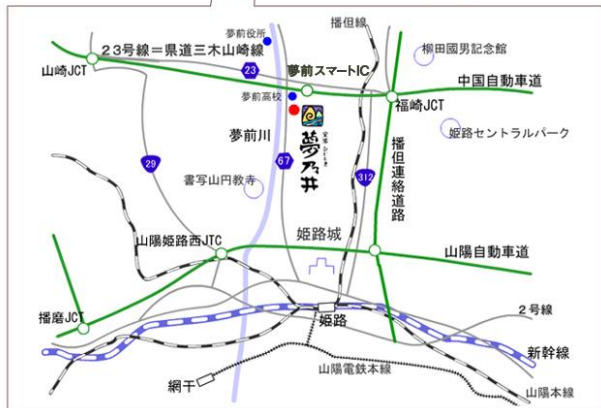 夢前役所
播但線
柳田國男記念館
23号線=県道三木山崎線
山崎JCT
23
夢前スマートIC
中国自動車道
夢前高校
福崎JCT
夢乃井
夢前川
姫路セントラルパーク
29
67
312
播但連絡道路
書写山円教寺
山陽姫路西JTC
姫路城
山陽自動車道
播磨JCT
姫路
2号線
新幹線
網干
山陽電鉄本線
山陽本線